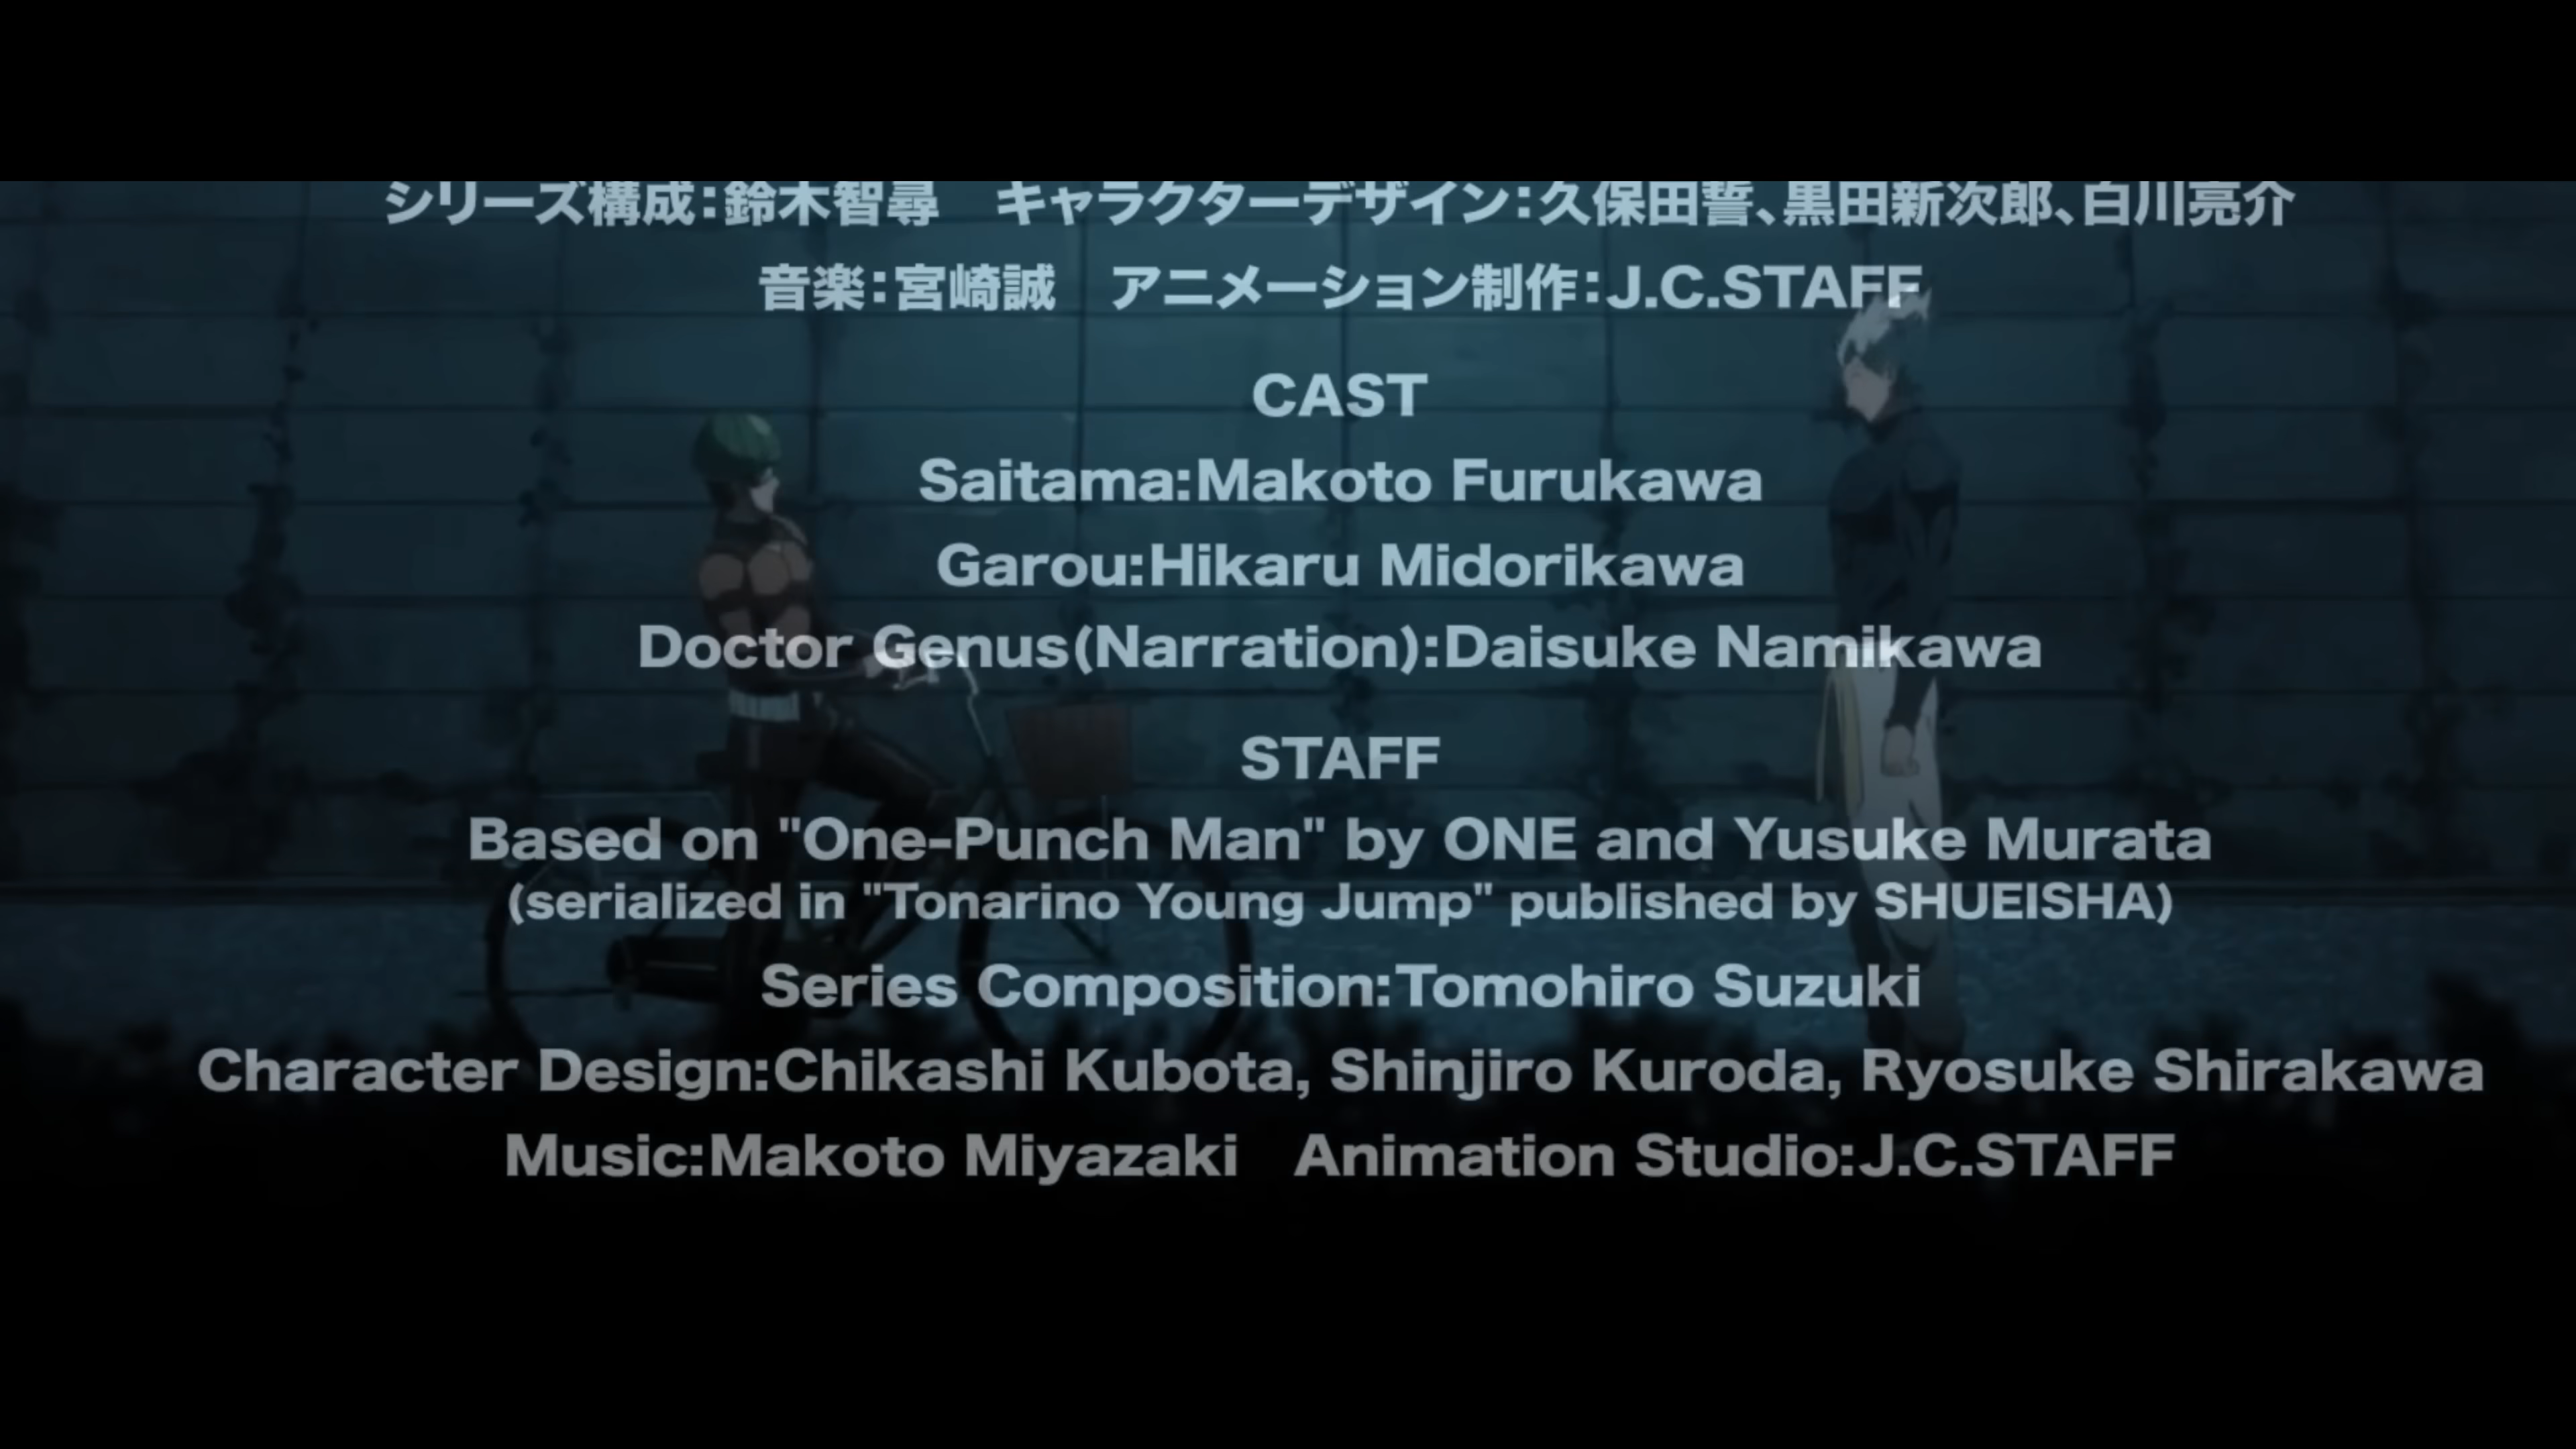 シリーズ構成：鈴木智尋　キャラクターデザイン：久保田誓、黒田新次郎、白川亮介
音楽：宮崎誠　アニメーション制作：J.C.STAFF
CAST
Saitama:Makoto Furukawa
Garou:Hikaru Midorikawa
Doctor Genus(Narration):Daisuke Namikawa
STAFF
Based on "One-Punch Man" by ONE and Yusuke Murata
(serialized in "Tonarino Young Jump" published by SHUEISHA)
Series Composition:Tomohiro Suzuki
Character Design:Chikashi Kubota, Shinjiro Kuroda, Ryosuke Shirakawa
Music:Makoto Miyazaki　Animation Studio:J.C.STAFF